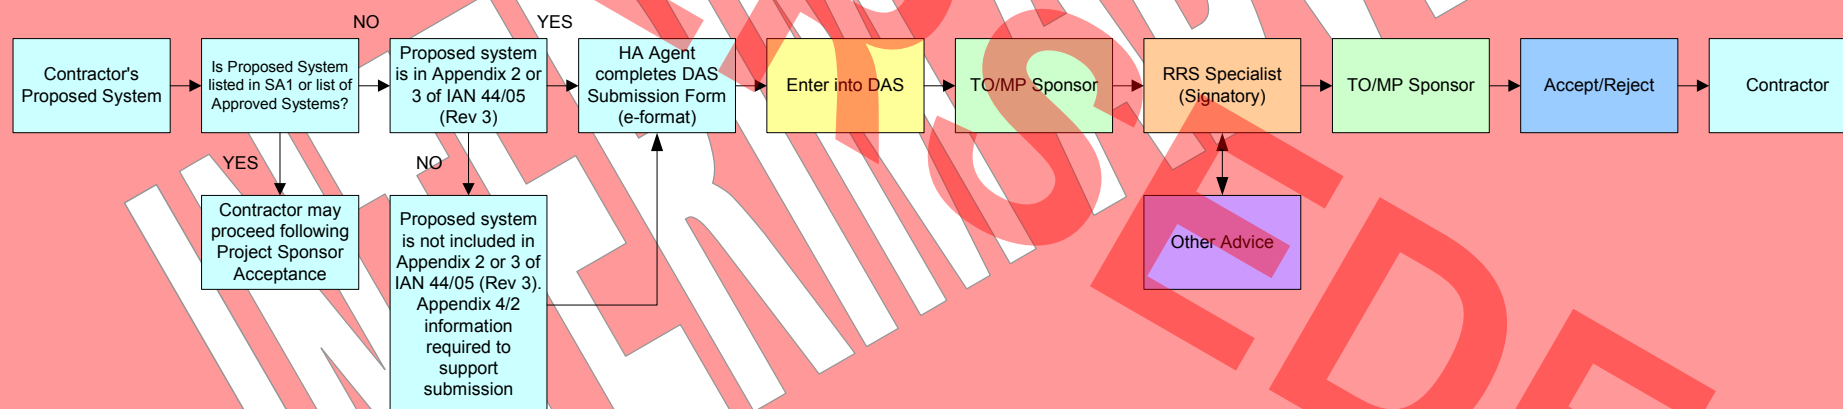 NO
YES
Contractor's
Proposed System
Is Proposed System
listed in SA1 or list of
Approved Systems?
Proposed system
is in Appendix 2 or
3 of IAN 44/05
(Rev 3)
HA Agent
completes DAS
Submission Form
(e-format)
Enter into DAS
TO/MP Sponsor
RRS Specialist
(Signatory)
TO/MP Sponsor
Accept/Reject
Contractor
YES
NO
Contractor may
proceed following
Project Sponsor
Acceptance
Proposed system
is not included in
Appendix 2 or 3 of
IAN 44/05 (Rev 3).
Appendix 4/2
information
required to
support
submission
Other Advice